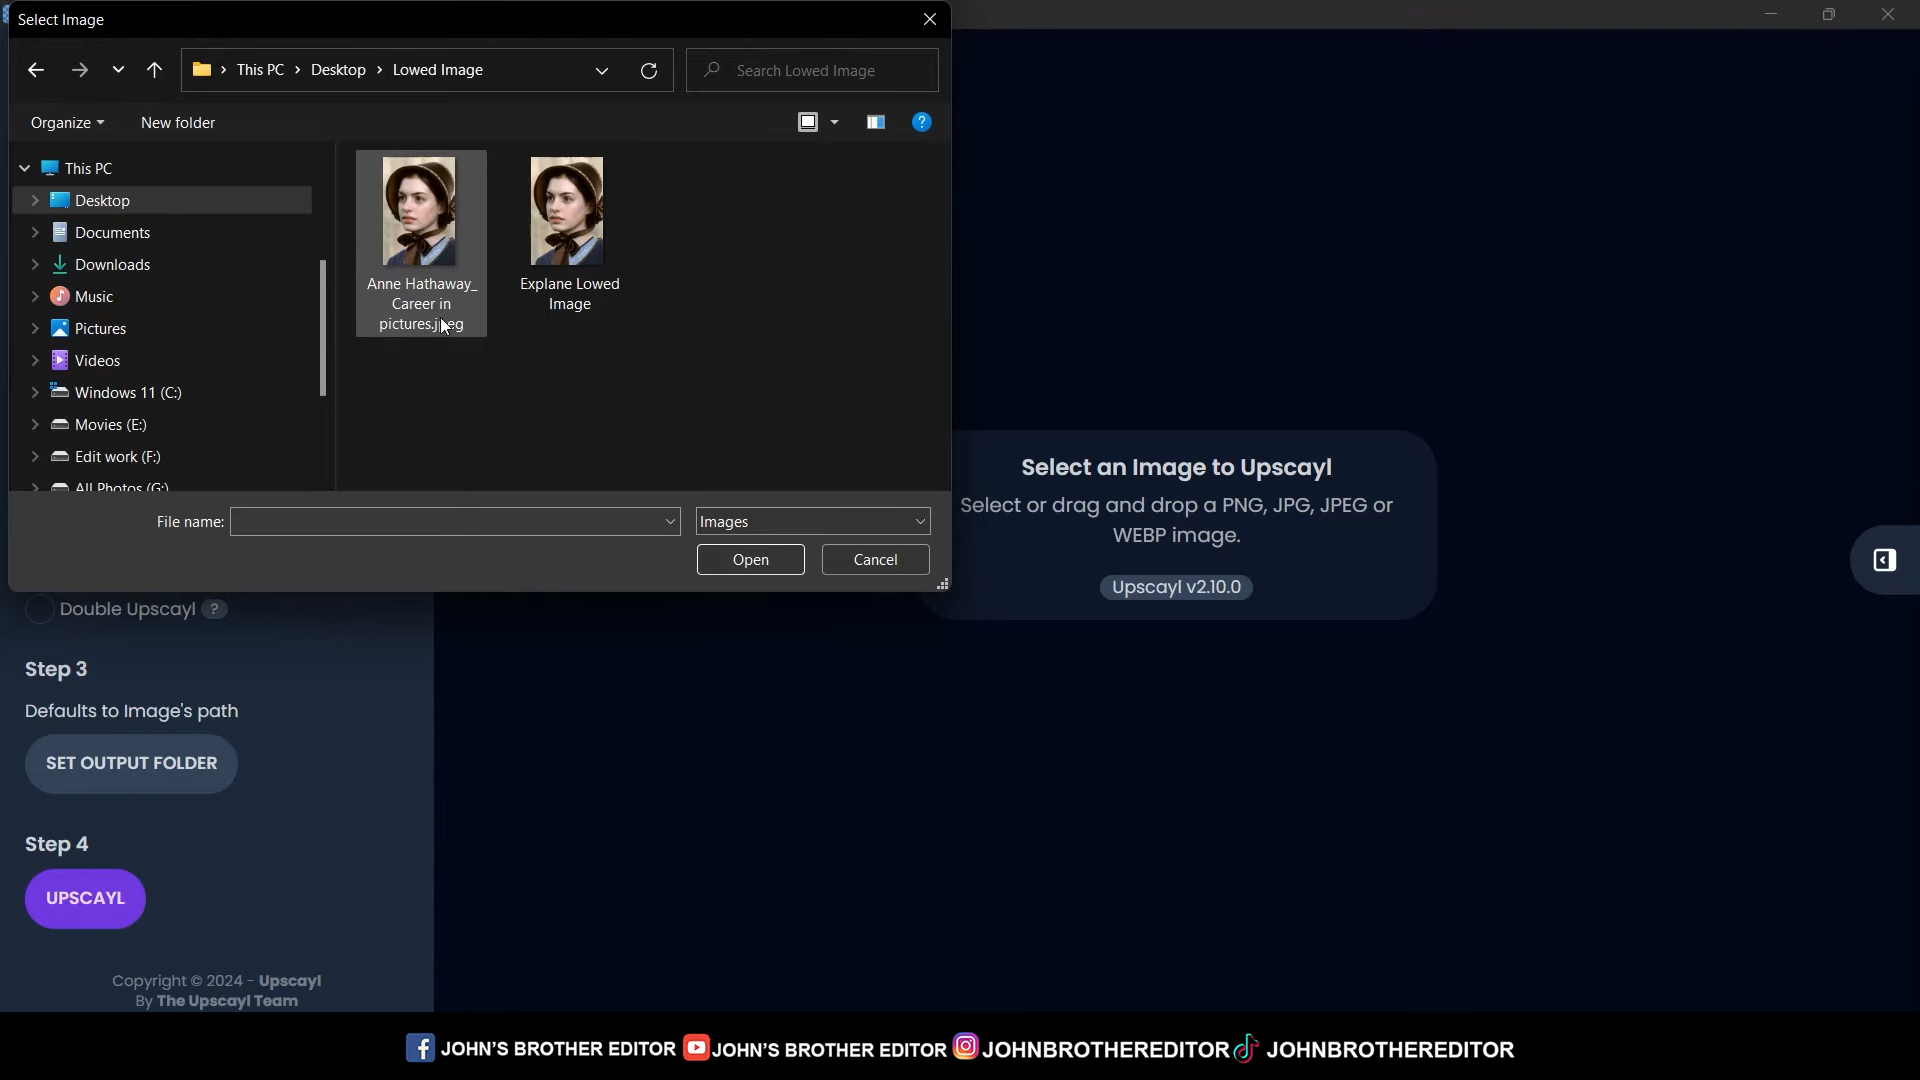 Select Image
This PC > Desktop > Lowed Image
Search Lowed Image
Organize
New folder
This PC
Desktop
Documents
Downloads
Music
Pictures
Videos
Windows 11 (C:)
Movies (E:)
Edit work (F:)
All Photos (G:)
Anne Hathaway_
Career in
pictures.jpeg
Explane Lowed
Image
File name:
Images
Open
Cancel
Select an Image to Upscayl
Select or drag and drop a PNG, JPG, JPEG or
WEBP image.
Upscayl v2.10.0
Double Upscayl ?
Step 3
Defaults to Image's path
SET OUTPUT FOLDER
Step 4
UPSCAYL
Copyright © 2024 - Upscayl
By The Upscayl Team
JOHN'S BROTHER EDITOR JOHN'S BROTHER EDITOR JOHNBROTHEREDITOR JOHNBROTHEREDITOR